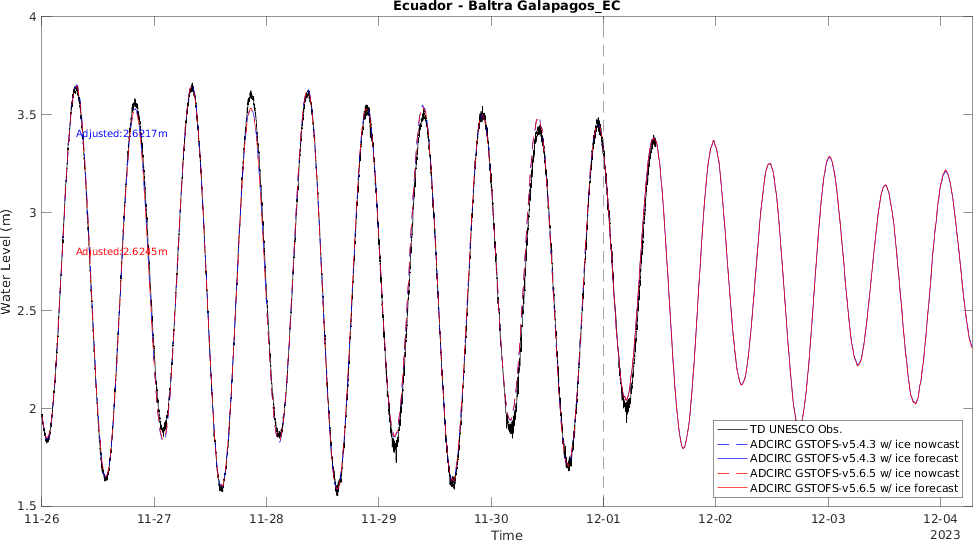 Ecuador - Baltra Galapagos_EC
4
3.5
3
2.5
2
1.5
Water Level (m)
Adjusted:2.6217m
Adjusted:2.6245m
TD UNESCO Obs.
ADCIRC GSTOFS-v5.4.3 w/ ice nowcast
ADCIRC GSTOFS-v5.4.3 w/ ice forecast
ADCIRC GSTOFS-v5.6.5 w/ ice nowcast
ADCIRC GSTOFS-v5.6.5 w/ ice forecast
11-26 11-27 11-28 11-29 11-30 12-01 12-02 12-03 12-04
2023
Time